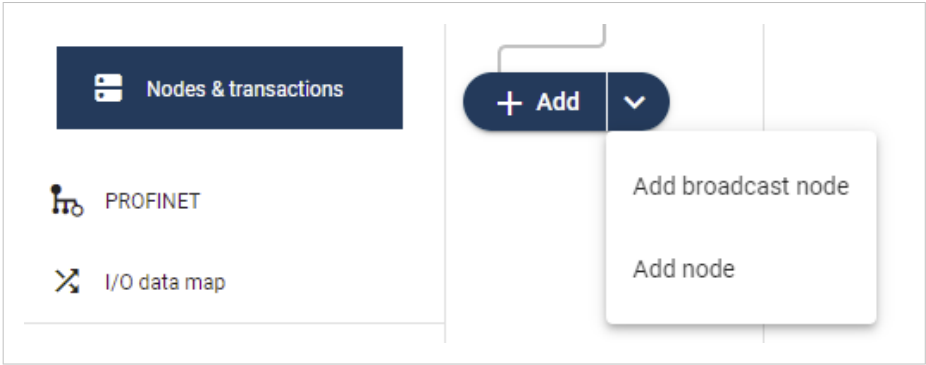 Nodes & transactions
PROFINET
I/O data map
+ Add
Add broadcast node
Add node